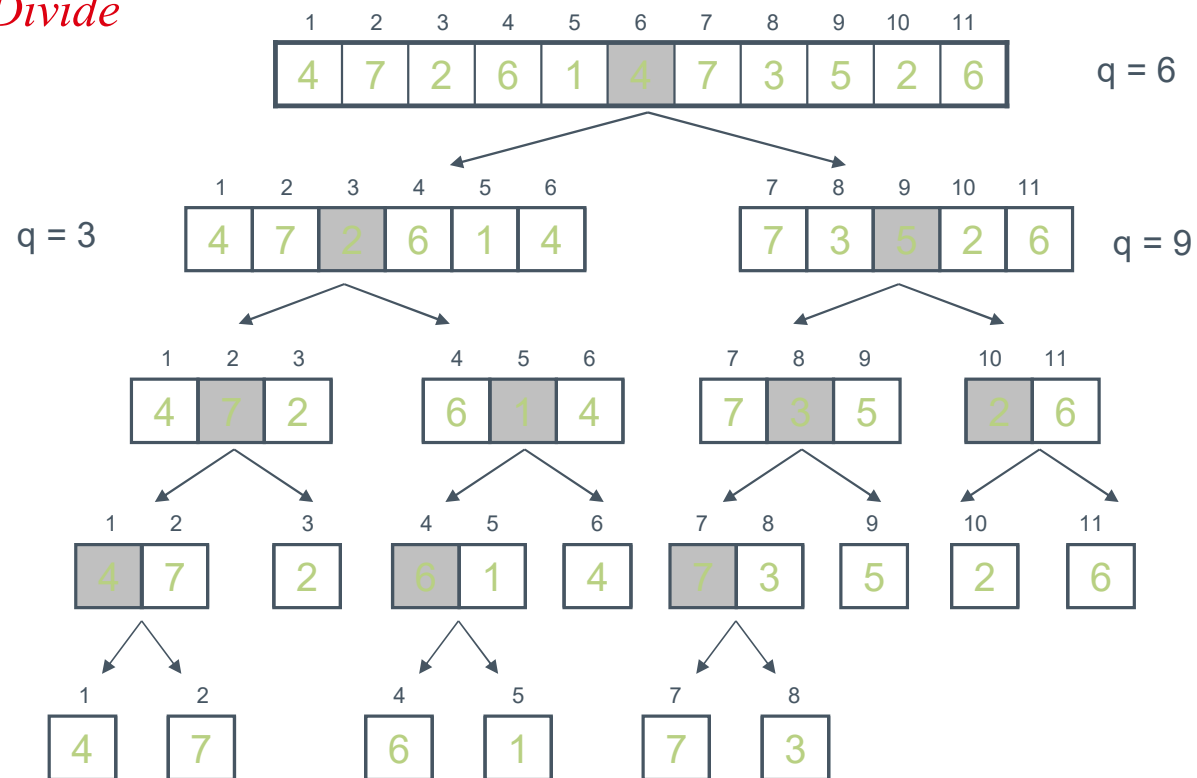 Divide
1 2 3 4 5 6 7 8 9 10 11
4 7 2 6 1 4 7 3 5 2 6 q = 6
1 2 3 4 5 6 7 8 9 10 11
q = 3 4 7 2 6 1 4 7 3 5 2 6 q = 9
1 2 3 4 5 6 7 8 9 10 11
4 7 2 6 1 4 7 3 5 2 6
1 2 3 4 5 6 7 8 9 10 11
4 7 2 6 1 4 7 3 5 2 6
1 2 4 5 7 8
4 7 6 1 7 3